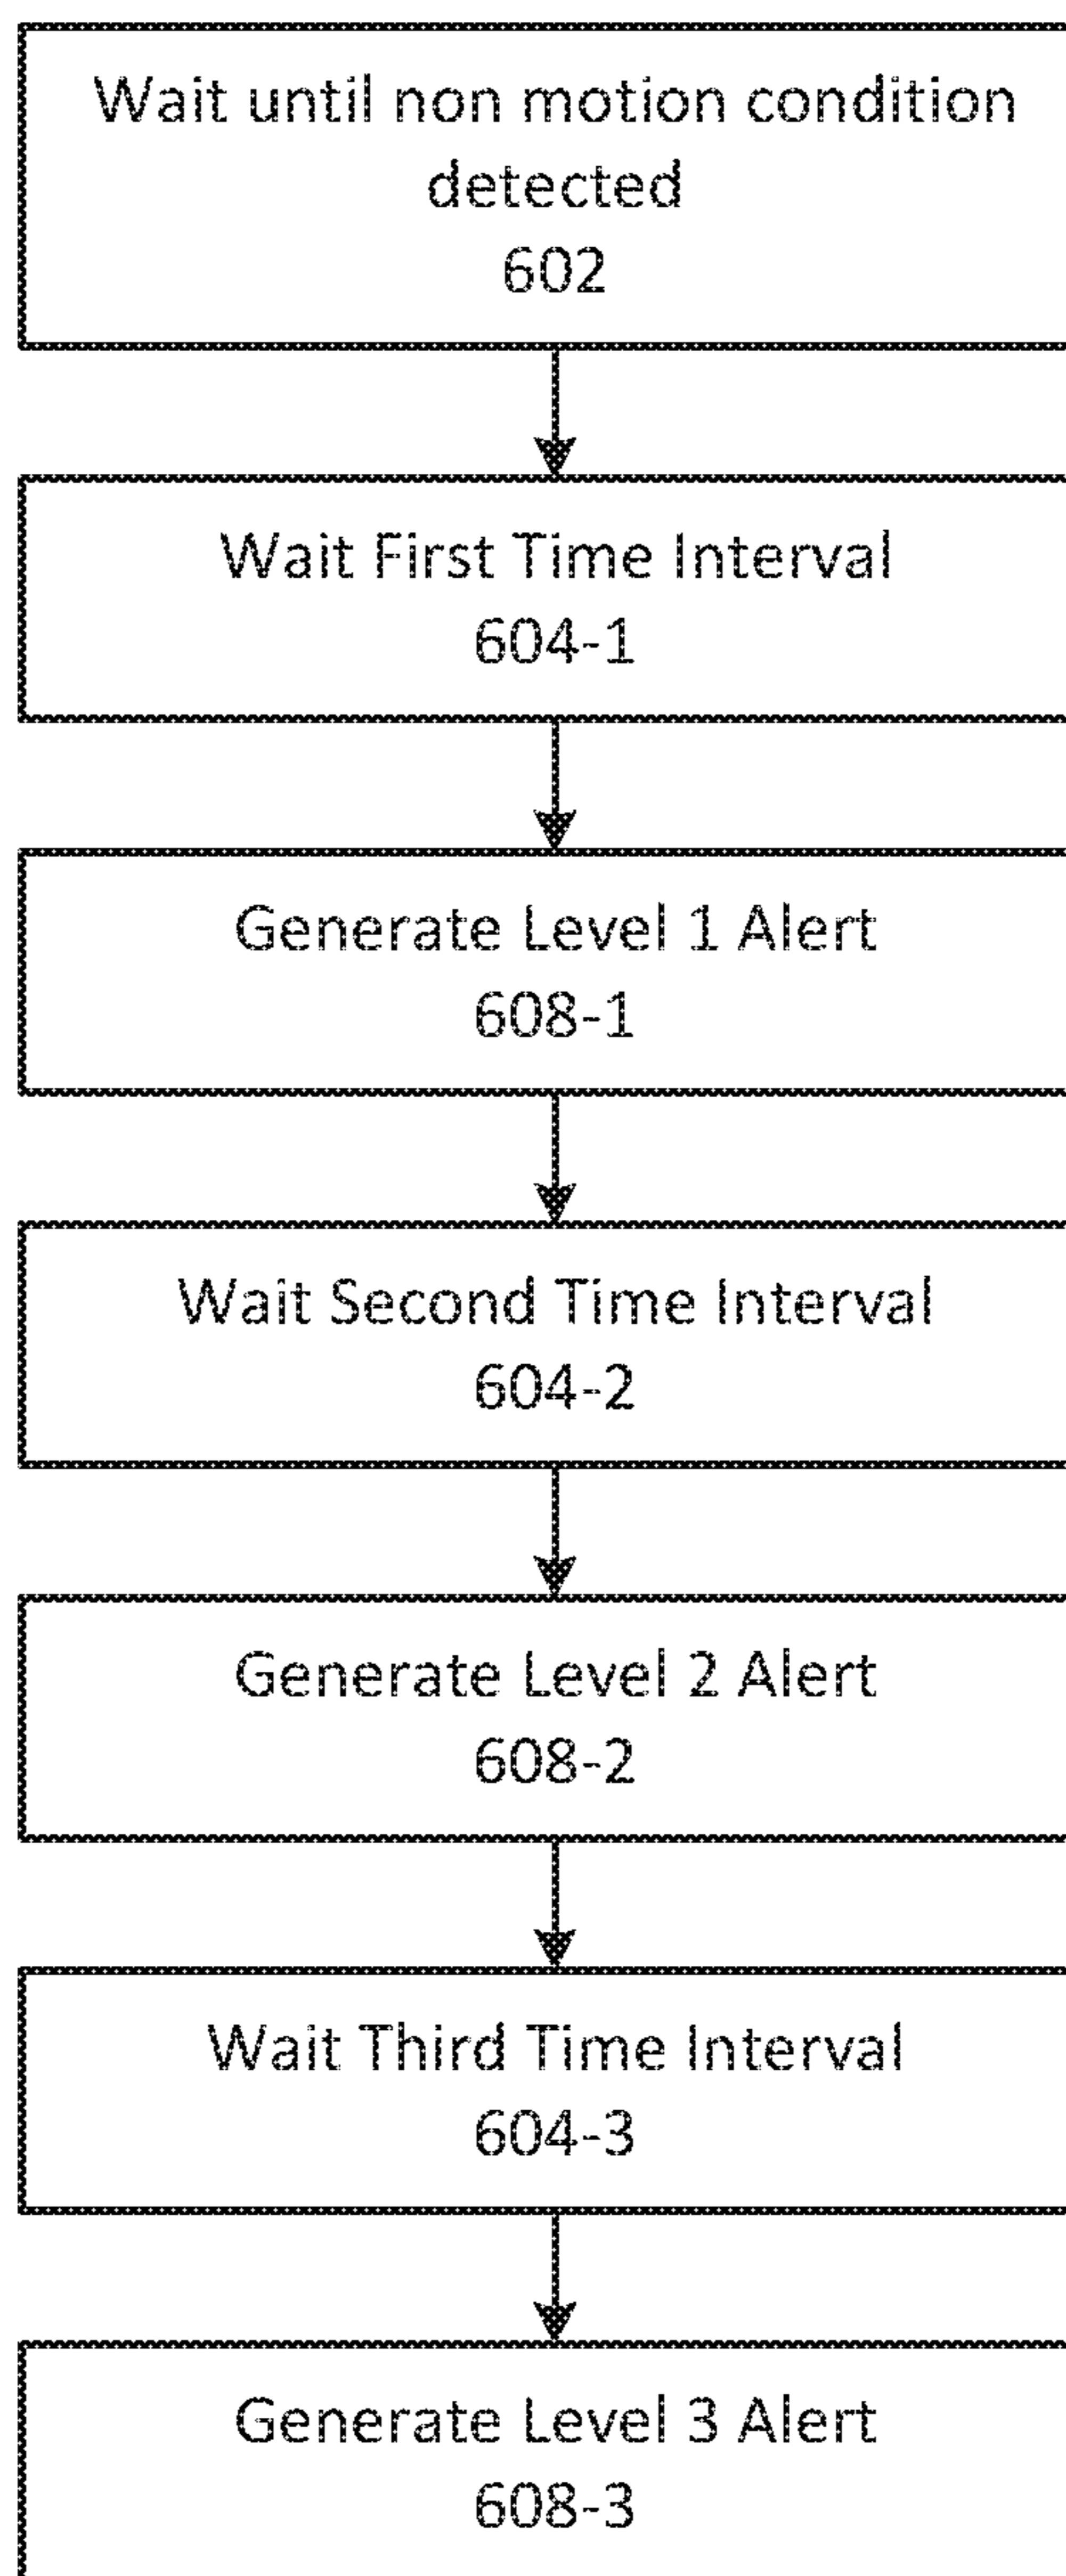 Wait until non motion condition
detected
602
Wait First Time Interval
604-1
Generate Level 1 Alert
608-1
Wait Second Time Interval
604-2
Generate Level 2 Alert
608-2
Wait Third Time Interval
604-3
Generate Level 3 Alert
608-3